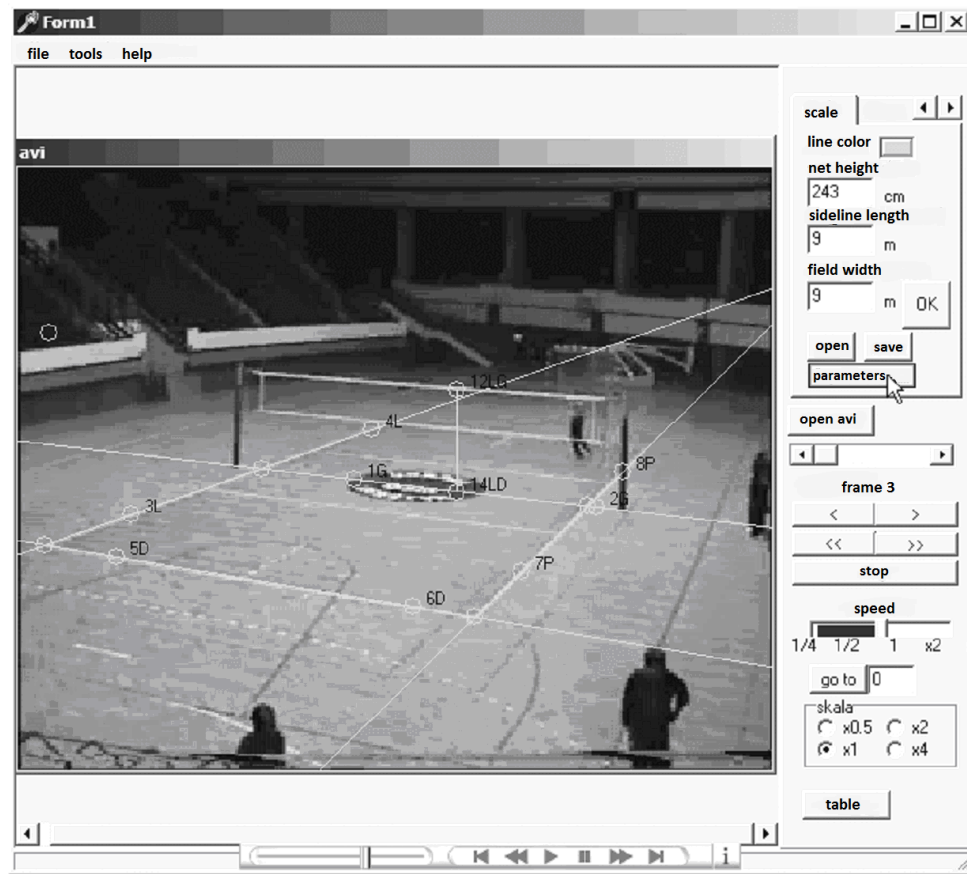 Form1
file tools help
avi
12LG
4L
1G
14LD
8P
2G
3L
5D
7P
6D
scale
line color
net height
243 cm
sideline length
9 m
field width
9 m
OK
open save
parameters
open avi
frame 3
< >
<< >>
stop
speed
1/4 1/2 1 x2
go to 0
skala
x0.5 x2
x1 x4
table
i